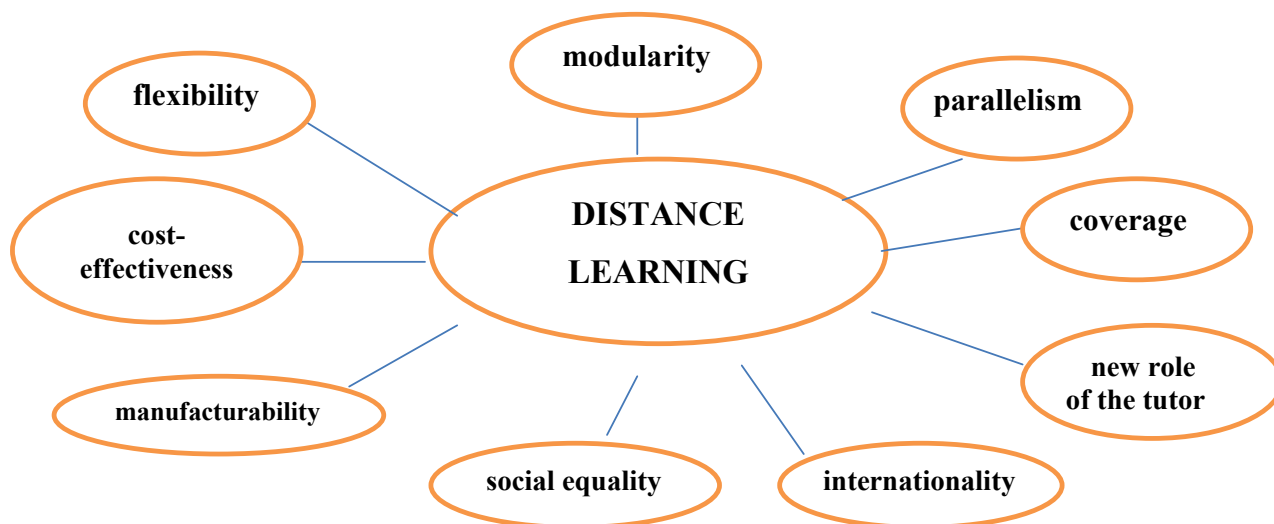 modularity
flexibility
parallelism
DISTANCE
LEARNING
coverage
cost-
effectiveness
new role
of the tutor
manufacturability
social equality
internationality